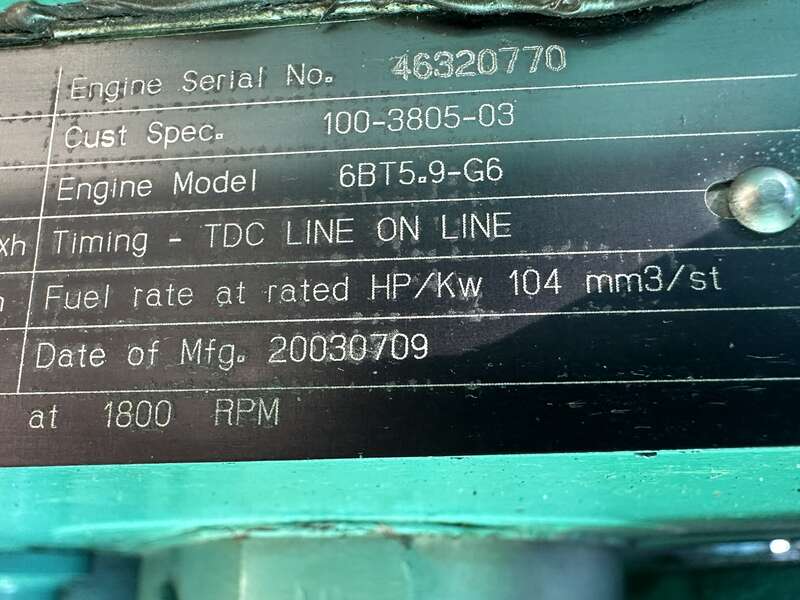 Engine Serial No. 46320770
Cust Spec. 100-3805-03
Engine Model 6BT5.9-G6
xh Timing - TDC LINE ON LINE
Fuel rate at rated HP/Kw 104 mm3/st
Date of Mfg. 20030709
at 1800 RPM